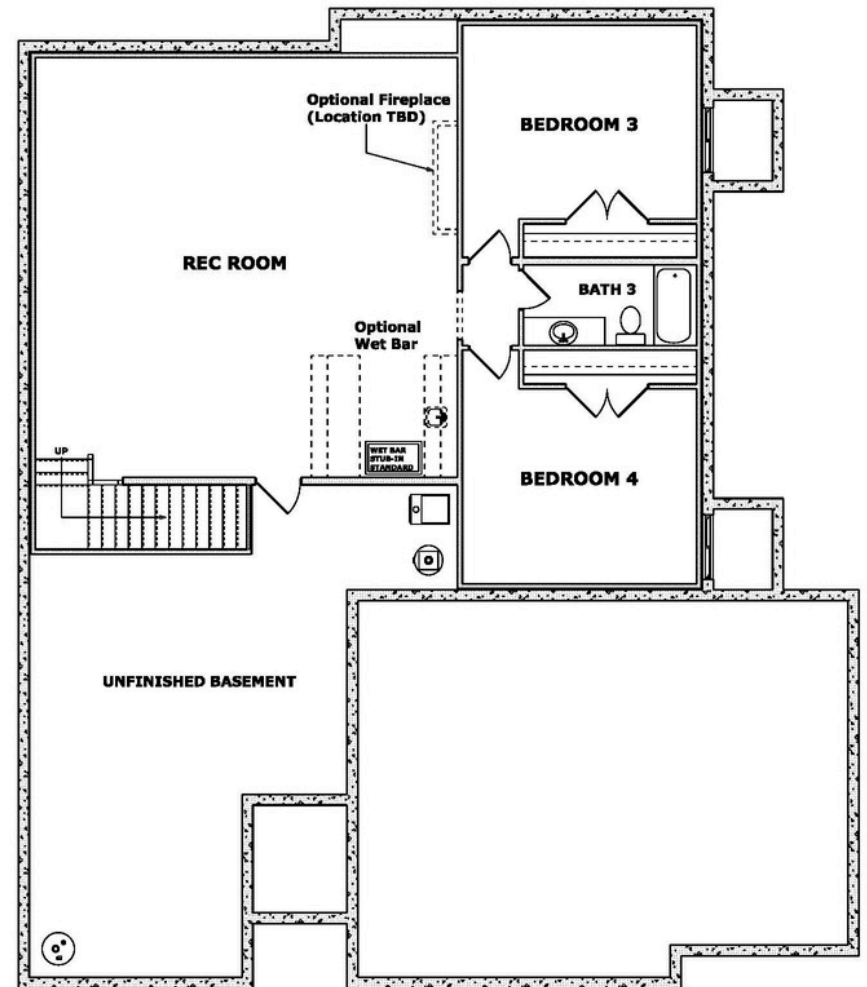 Optional Fireplace
(Location TBD)
BEDROOM 3
REC ROOM
BATH 3
Optional
Wet Bar
UP
WET BAR
STUB-IN
STANDARD
BEDROOM 4
UNFINISHED BASEMENT